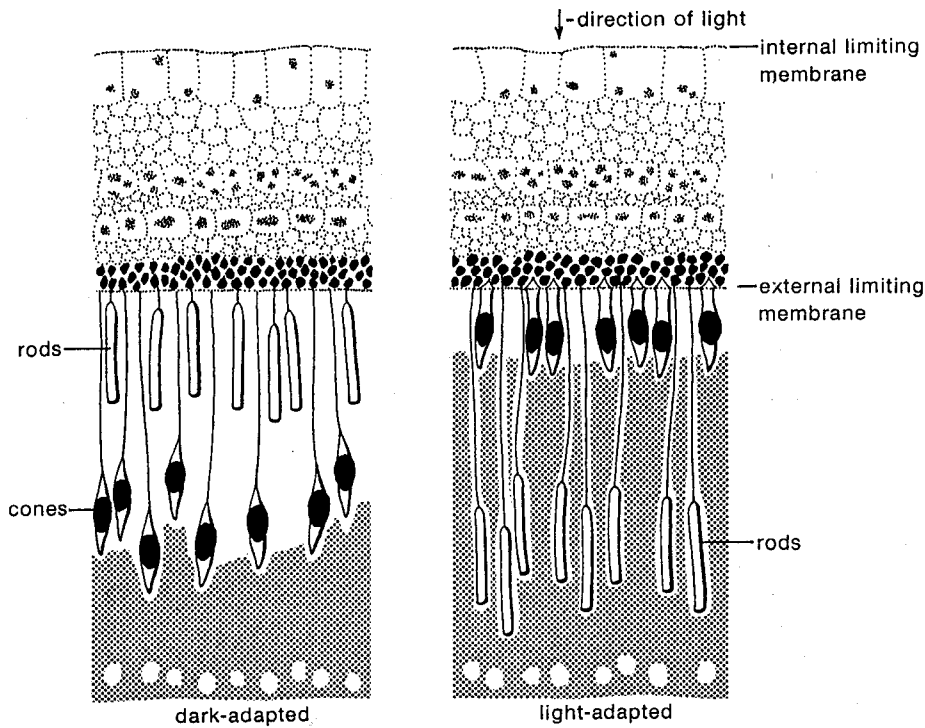 -direction of light
internal limiting
membrane
external limiting
membrane
rods
cones
rods
dark-adapted
light-adapted